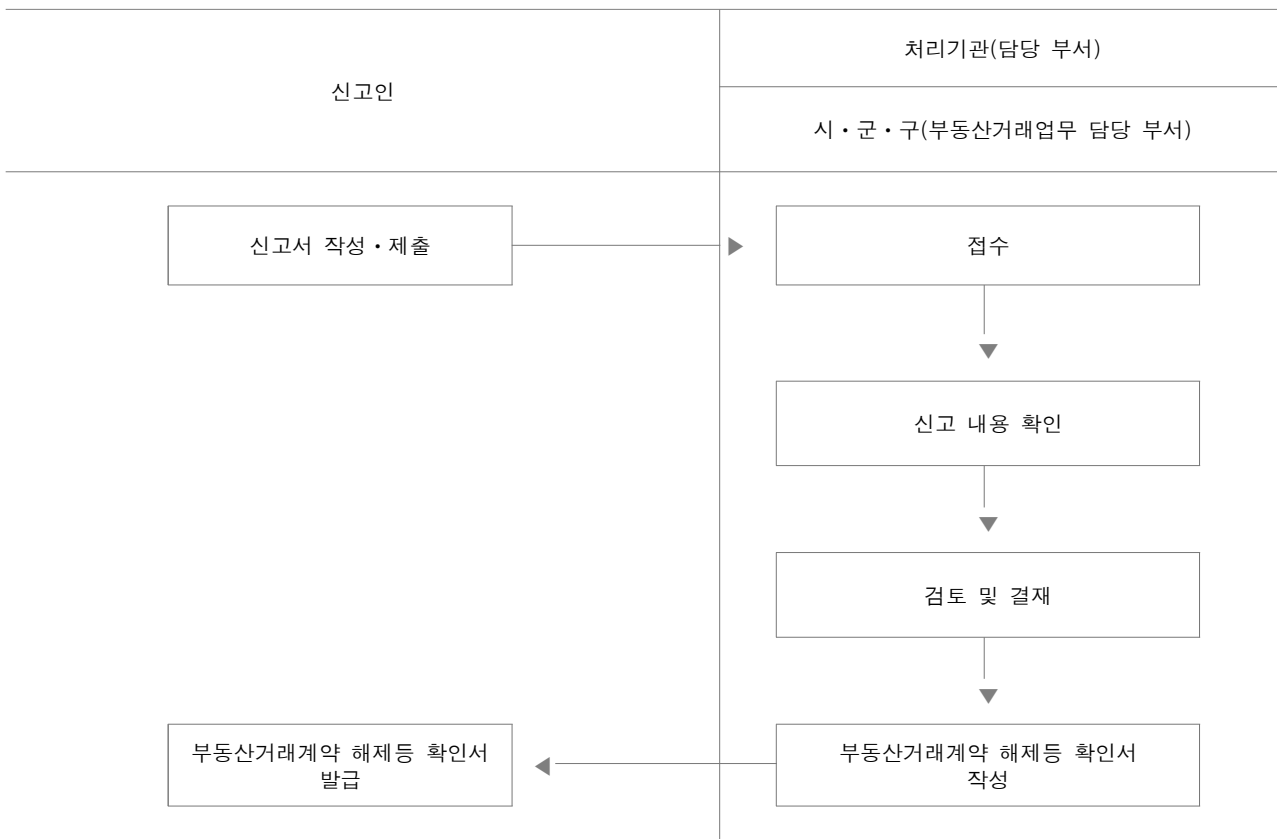 신고인
처리기관(담당 부서)
시・군・구(부동산거래업무 담당 부서)
신고서 작성・제출
접수
신고 내용 확인
검토 및 결재
부동산거래계약 해제등 확인서
발급
부동산거래계약 해제등 확인서
작성